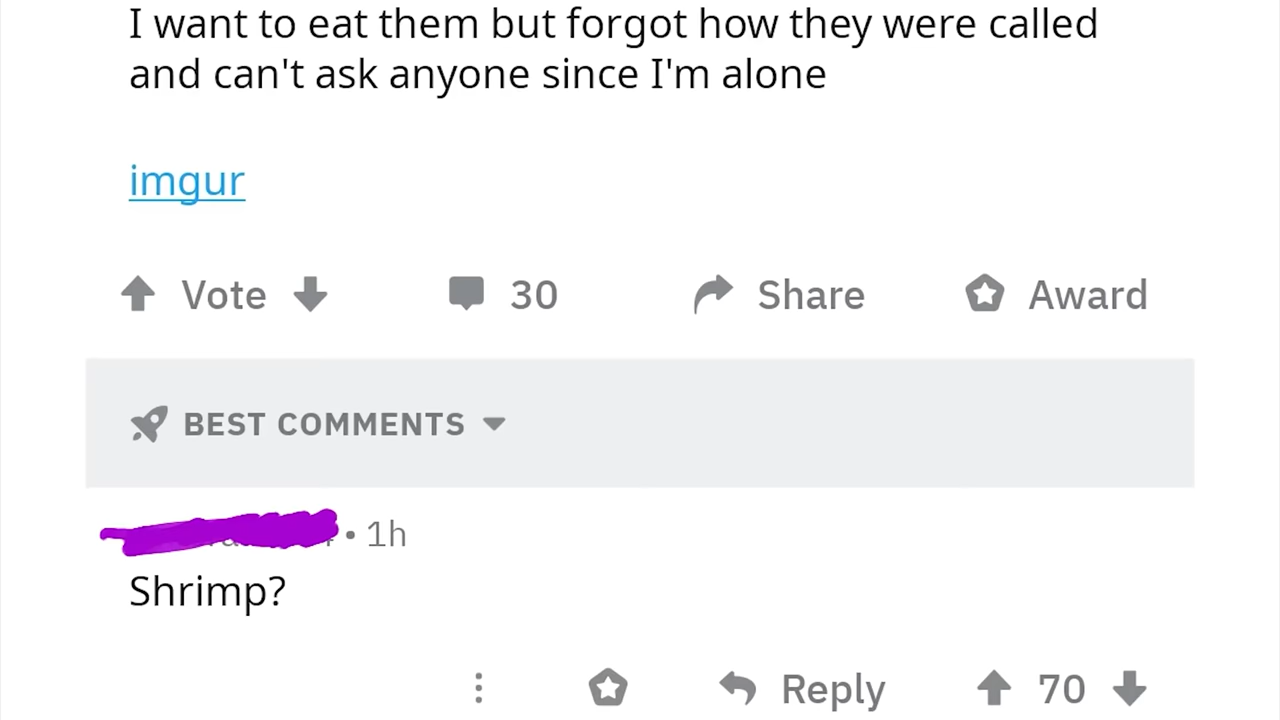 I want to eat them but forgot how they were called
and can't ask anyone since I'm alone
imgur
Vote 30 Share Award
BEST COMMENTS
• 1h
Shrimp?
Reply 70